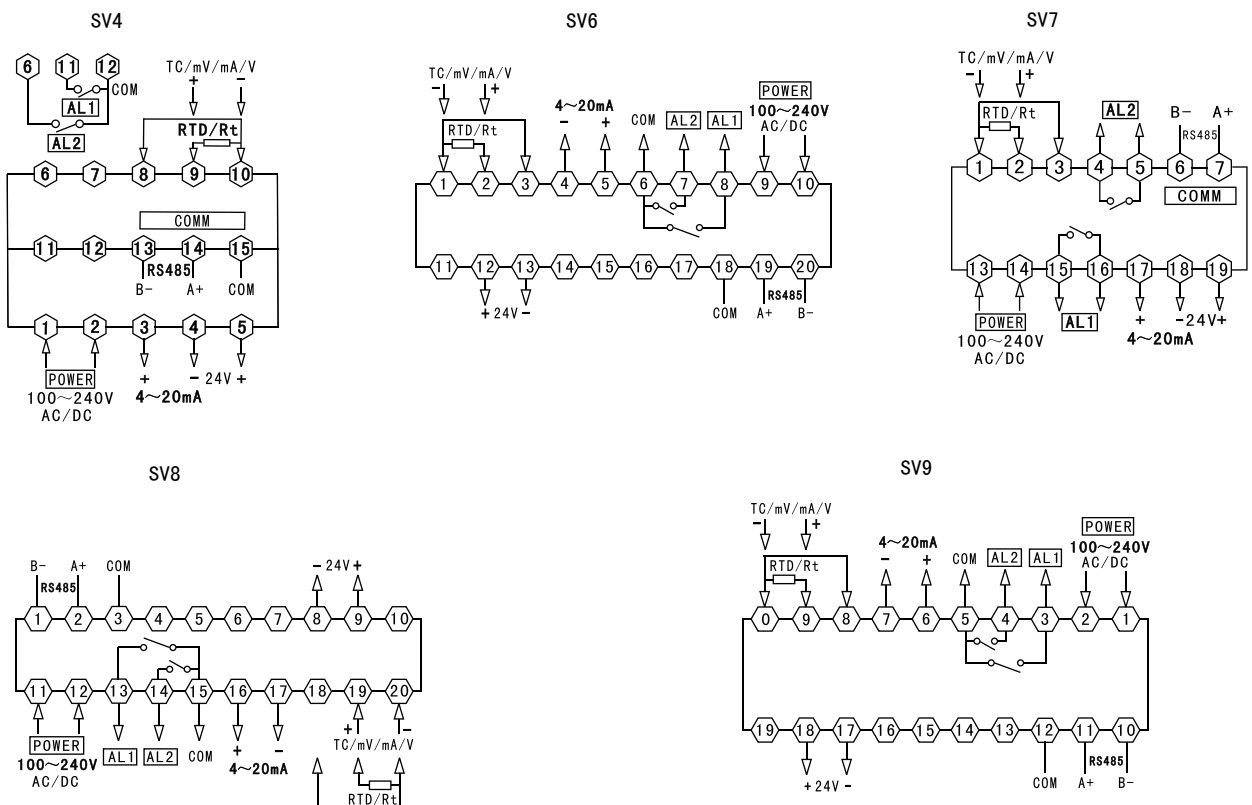 SV4
6 11 12 COM
AL1
AL2
TC/mV/mA/V
+ -
RTD/Rt
6 7 8 9 10
COMM
11 12 13 14 15
RS485
B- A+ COM
1 2 3 4 5
POWER + - 24V +
100～240V 4～20mA
AC/DC
SV6
TC/mV/mA/V
- +
RTD/Rt
4～20mA
- +
COM AL2 AL1
POWER
100～240V
AC/DC
1 2 3 4 5 6 7 8 9 10
11 12 13 14 15 16 17 18 19 20
+ 24V -
RS485
COM A+ B-
SV7
TC/mV/mA/V
- +
RTD/Rt
AL2
B- A+
RS485
1 2 3 4 5 6 7
COMM
13 14 15 16 17 18 19
POWER AL1 + - 24V +
100～240V 4～20mA
AC/DC
SV8
B- A+ COM
RS485
- 24V +
1 2 3 4 5 6 7 8 9 10
11 12 13 14 15 16 17 18 19 20
POWER AL1 AL2 COM + -
100～240V 4～20mA
AC/DC
+ -
TC/mV/mA/V
RTD/Rt
SV9
TC/mV/mA/V
- +
RTD/Rt
4～20mA
- +
COM AL2 AL1
POWER
100～240V
AC/DC
0 9 8 7 6 5 4 3 2 1
19 18 17 16 15 14 13 12 11 10
+ 24V -
RS485
COM A+ B-